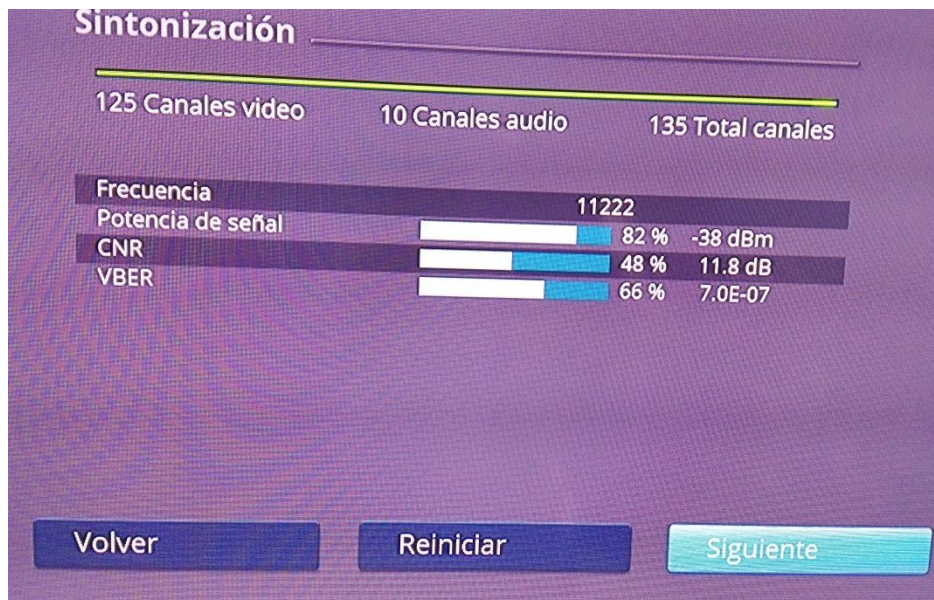 Sintonización
125 Canales video 10 Canales audio 135 Total canales
Frecuencia 11222
Potencia de señal 82 % -38 dBm
CNR 48 % 11.8 dB
VBER 66 % 7.0E-07
Volver Reiniciar Siguiente